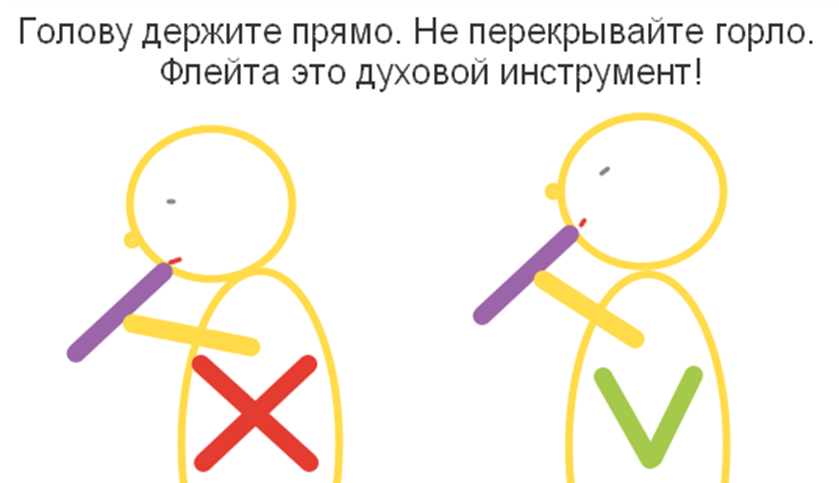 Голову держите прямо. Не перекрывайте горло.
Флейта это духовой инструмент!